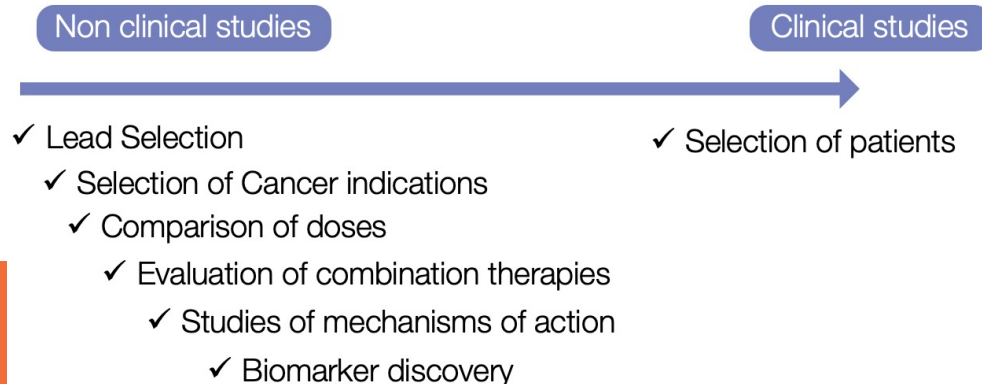 Non clinical studies
Clinical studies
✓ Lead Selection
✓ Selection of patients
✓ Selection of Cancer indications
✓ Comparison of doses
✓ Evaluation of combination therapies
✓ Studies of mechanisms of action
✓ Biomarker discovery